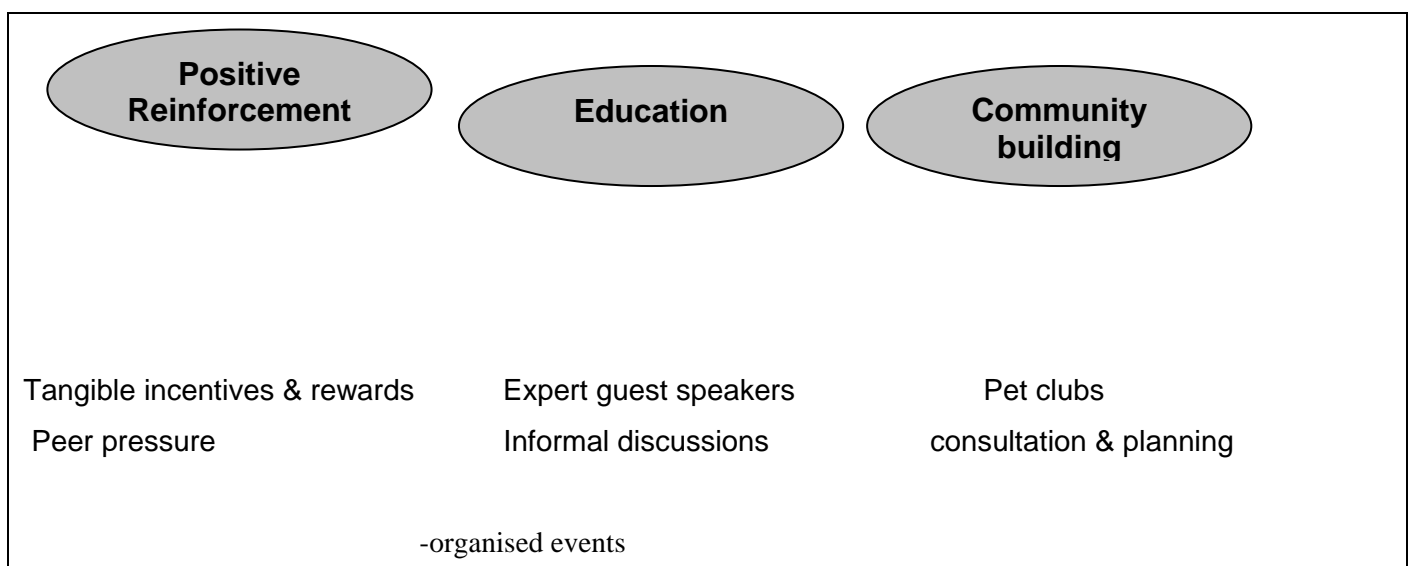 Positive
Reinforcement
Education
Community
building
Tangible incentives & rewards
Expert guest speakers
Pet clubs
Peer pressure
Informal discussions
consultation & planning
-organised events